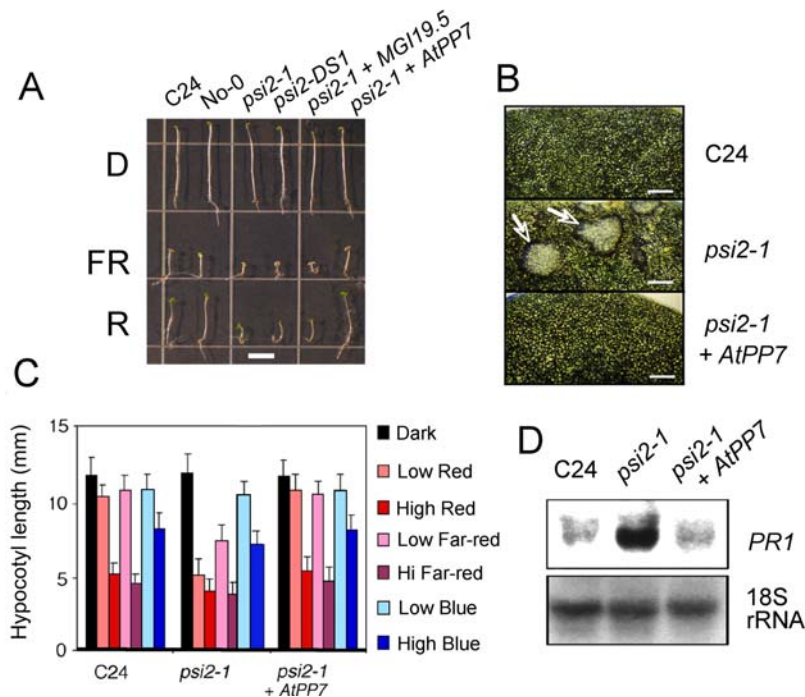 A
C24
No-0
psi2-1
psi2-DS1
psi2-1 + MGI19.5
psi2-1 + AtPP7
D
FR
R
B
C24
psi2-1
psi2-1
+ AtPP7
C
Hypocotyl length (mm)
15
10
5
0
C24
psi2-1
psi2-1
+ AtPP7
Dark
Low Red
High Red
Low Far-red
Hi Far-red
Low Blue
High Blue
D
C24
psi2-1
psi2-1
+ AtPP7
PR1
18S
rRNA